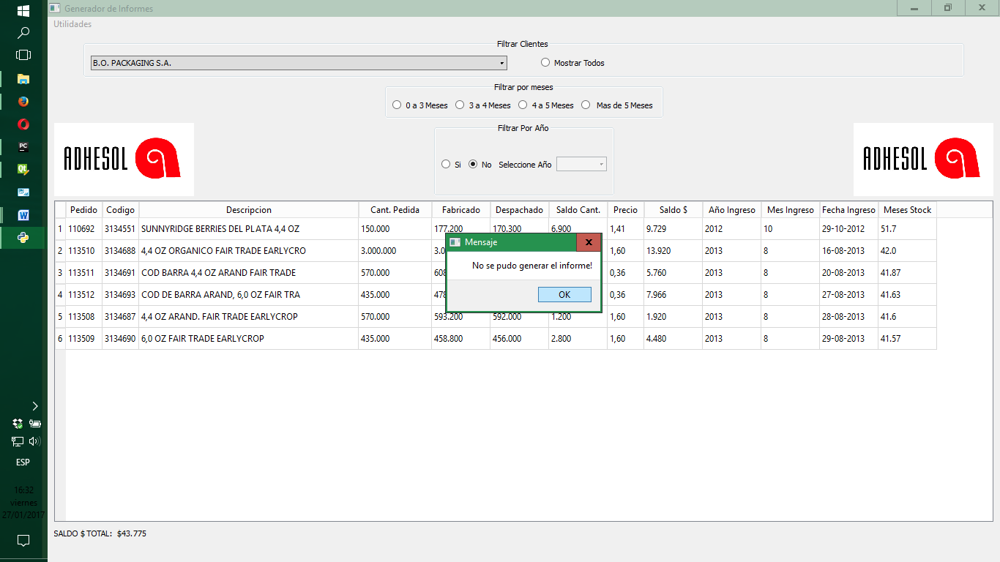 Generador de Informes
Utilidades
Filtrar Clientes
B.O. PACKAGING S.A. Mostrar Todos
Filtrar por meses
0 a 3 Meses 3 a 4 Meses 4 a 5 Meses Mas de 5 Meses
Filtrar Por Año
Si No Seleccione Año
ADHESOL
ADHESOL
Pedido Codigo Descripcion Cant. Pedida Fabricado Despachado Saldo Cant. Precio Saldo $ Año Ingreso Mes Ingreso Fecha Ingreso Meses Stock
1 110692 3134551 SUNNYRIDGE BERRIES DEL PLATA 4,4 OZ 150.000 177.200 170.300 6.900 1,41 9.729 2012 10 29-10-2012 51.7
2 113510 3134688 4,4 OZ ORGANICO FAIR TRADE EARLYCRO 3.000.000 3.0 1,60 13.920 2013 8 16-08-2013 42.0
3 113511 3134691 COD BARRA 4,4 OZ ARAND FAIR TRADE 570.000 608 0,36 5.760 2013 8 20-08-2013 41.87
4 113512 3134693 COD DE BARRA ARAND, 6,0 OZ FAIR TRA 435.000 478 0,36 7.966 2013 8 27-08-2013 41.63
5 113508 3134687 4,4 OZ ARAND. FAIR TRADE EARLYCROP 570.000 593.200 592.000 1.200 1,60 1.920 2013 8 28-08-2013 41.6
6 113509 3134690 6,0 OZ FAIR TRADE EARLYCROP 435.000 458.800 456.000 2.800 1,60 4.480 2013 8 29-08-2013 41.57
Mensaje
No se pudo generar el informe!
OK
SALDO $ TOTAL: $43.775
PC
Qt
W
ESP
16:32
viernes
27/01/2017